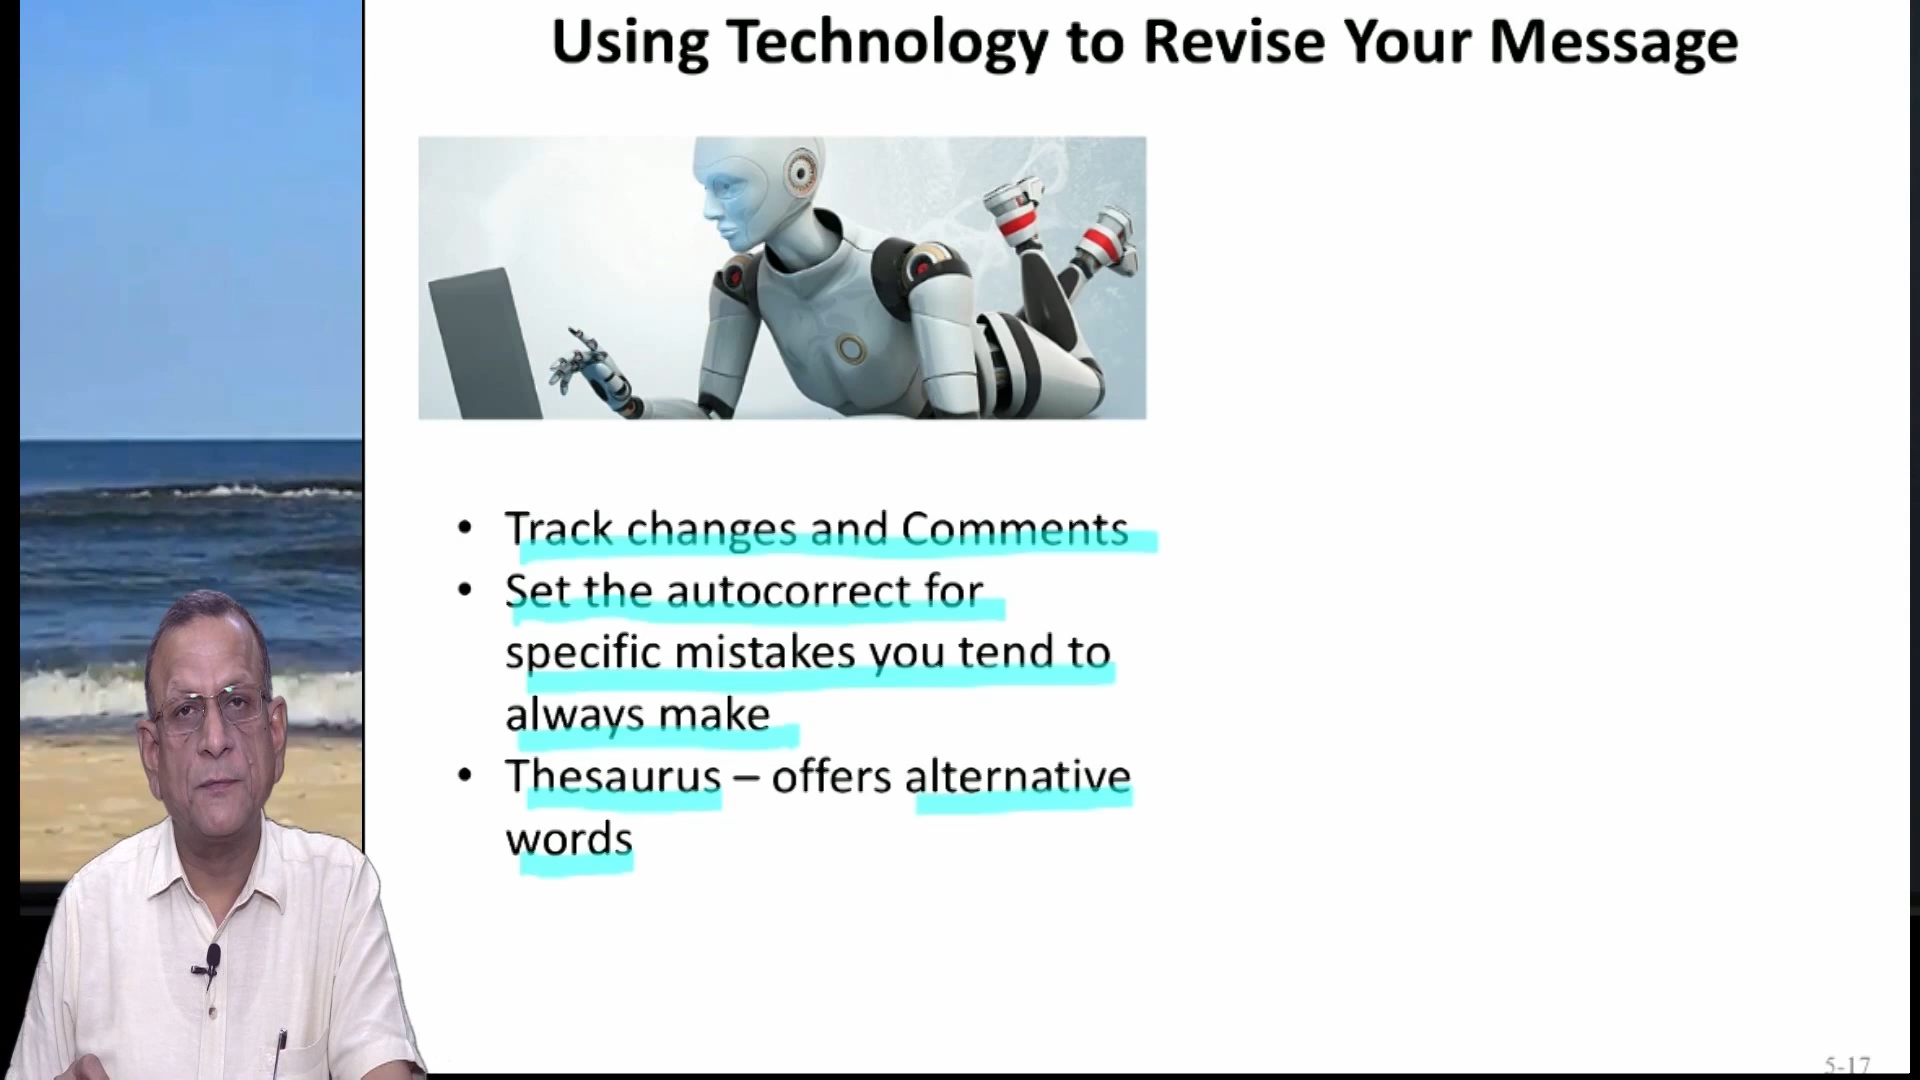 Using Technology to Revise Your Message
• Track changes and Comments
• Set the autocorrect for
specific mistakes you tend to
always make
• Thesaurus – offers alternative
words
5-17